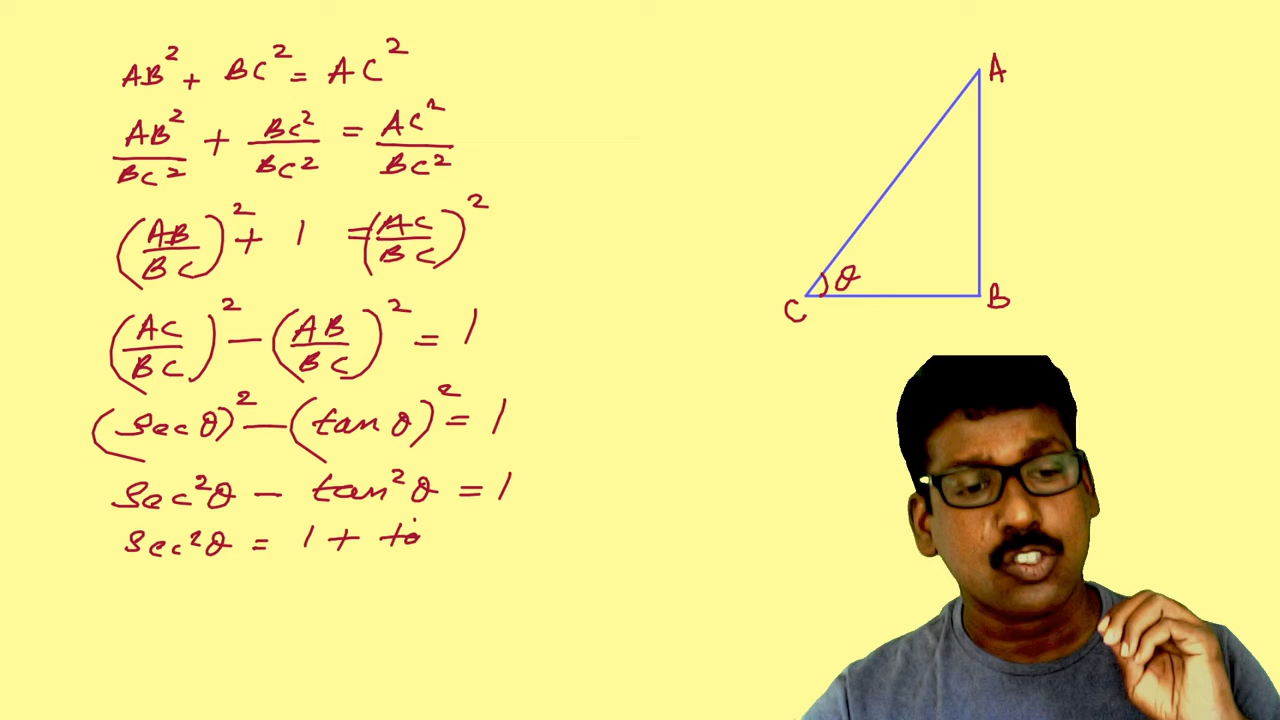 AB² + BC² = AC²
AB²/BC² + BC²/BC² = AC²/BC²
(AB/BC)² + 1 = (AC/BC)²
(AC/BC)² − (AB/BC)² = 1
(sec θ)² − (tan θ)² = 1
sec²θ − tan²θ = 1
sec²θ = 1 +
A
θ
C B